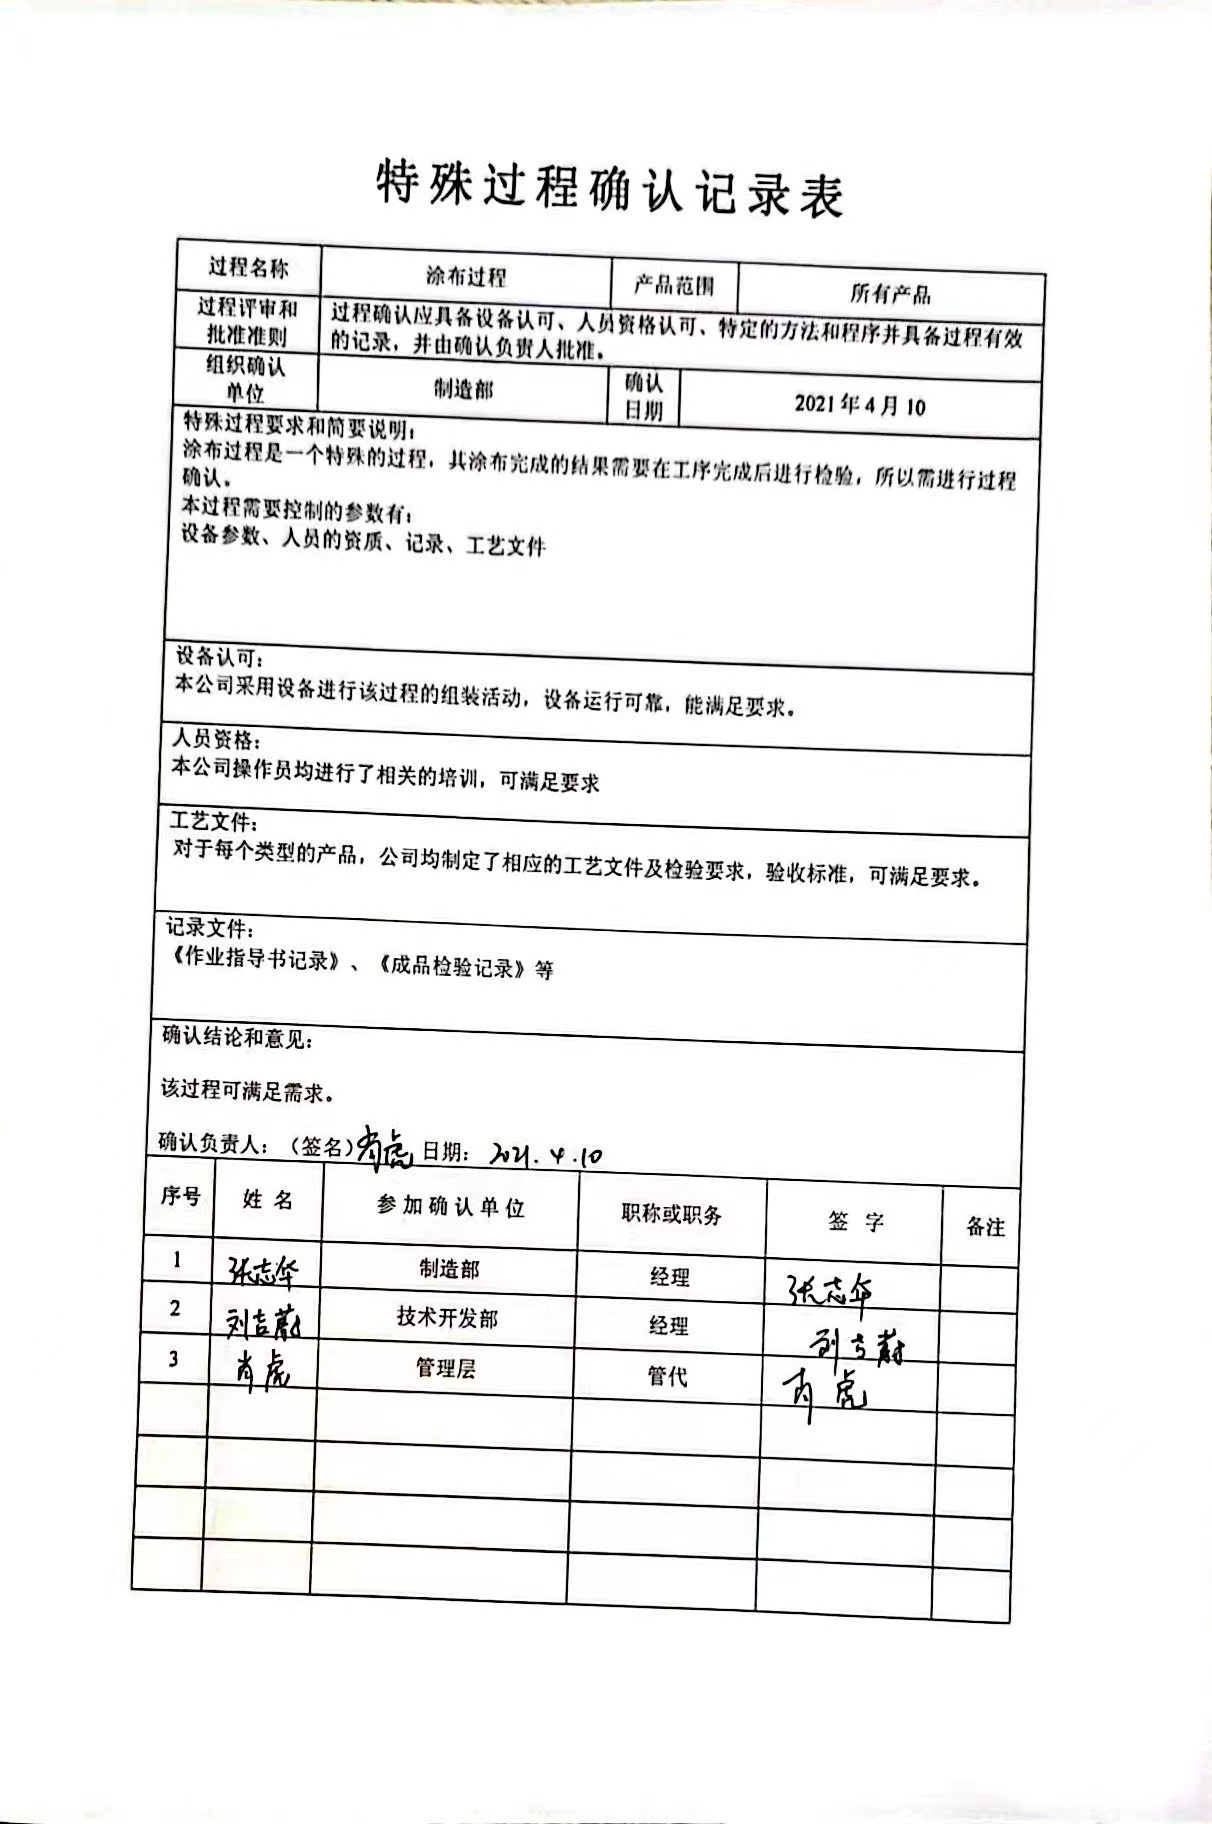 特殊过程确认记录表
过程名称 涂布过程 产品范围 所有产品
过程评审和批准准则 过程确认应具备设备认可、人员资格认可、特定的方法和程序并具备过程有效
的记录，并由确认负责人批准。
组织确认单位 制造部 确认日期 2021年4月10
特殊过程要求和简要说明：
涂布过程是一个特殊的过程，其涂布完成的结果需要在工序完成后进行检验，所以需进行过程
确认。
本过程需要控制的参数有：
设备参数、人员的资质、记录、工艺文件
设备认可：
本公司采用设备进行该过程的组装活动，设备运行可靠，能满足要求。
人员资格：
本公司操作员均进行了相关的培训，可满足要求
工艺文件：
对于每个类型的产品，公司均制定了相应的工艺文件及检验要求，验收标准，可满足要求。
记录文件：
《作业指导书记录》、《成品检验记录》等
确认结论和意见：
该过程可满足需求。
确认负责人：（签名）肖虎 日期：2021.4.10
序号 姓名 参加确认单位 职称或职务 签字 备注
1 张志华 制造部 经理 张志华
2 刘吉蔚 技术开发部 经理 刘吉蔚
3 肖虎 管理层 管代 肖虎